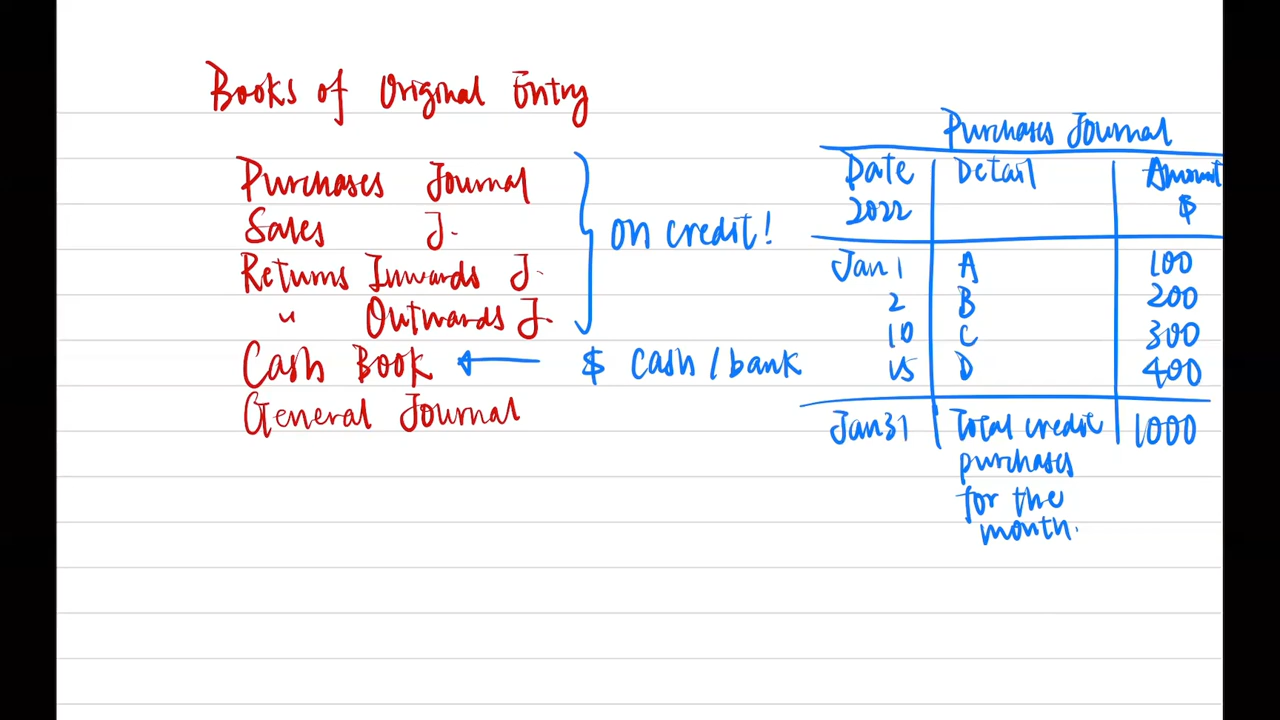 Books of Original Entry
Purchases Journal
Sales J.
Returns Inwards J.
" Outwards J.
on credit!
Cash Book ← $ cash / bank
General Journal
Purchases Journal
Date Detail Amount
2022 $
Jan 1 A 100
2 B 200
10 C 300
15 D 400
Jan 31 Total credit 1000
purchases
for the
month.